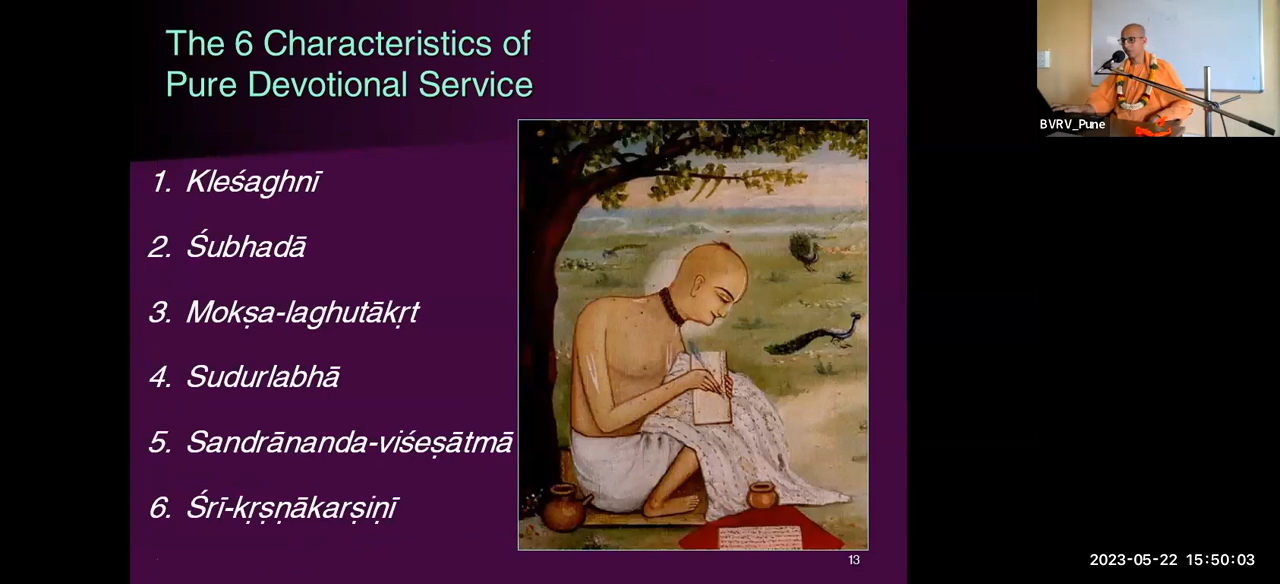 The 6 Characteristics of
Pure Devotional Service
1. Kleśaghnī
2. Śubhadā
3. Mokṣa-laghutākṛt
4. Sudurlabhā
5. Sandrānanda-viśeṣātmā
6. Śrī-kṛṣṇākarṣiṇī
13
BVRV_Pune
2023-05-22 15:50:03